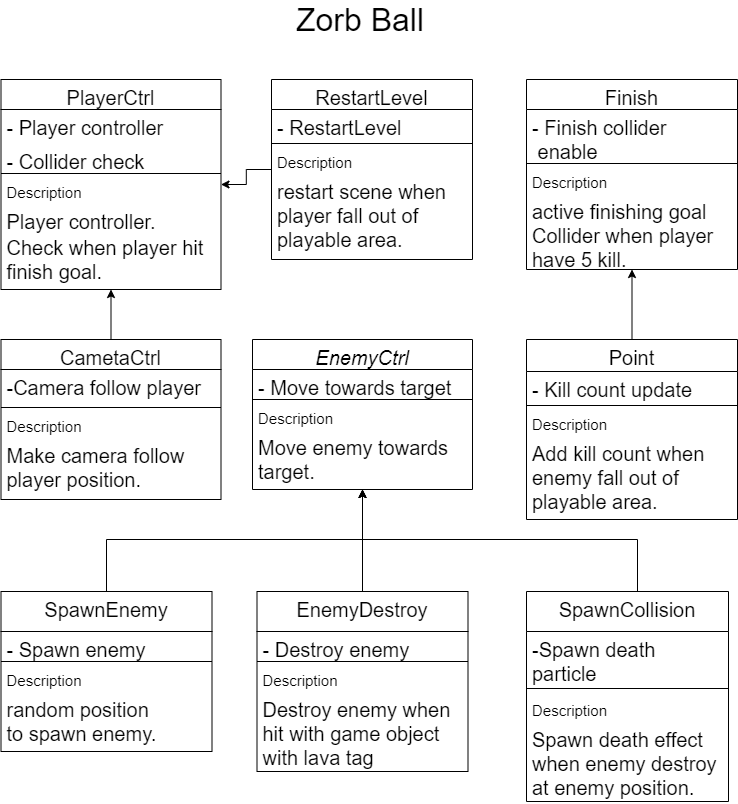 Zorb Ball
PlayerCtrl
- Player controller
- Collider check
Description
Player controller.
Check when player hit
finish goal.
RestartLevel
- RestartLevel
Description
restart scene when
player fall out of
playable area.
Finish
- Finish collider
enable
Description
active finishing goal
Collider when player
have 5 kill.
CametaCtrl
-Camera follow player
Description
Make camera follow
player position.
EnemyCtrl
- Move towards target
Description
Move enemy towards
target.
Point
- Kill count update
Description
Add kill count when
enemy fall out of
playable area.
SpawnEnemy
- Spawn enemy
Description
random position
to spawn enemy.
EnemyDestroy
- Destroy enemy
Description
Destroy enemy when
hit with game object
with lava tag
SpawnCollision
-Spawn death
particle
Description
Spawn death effect
when enemy destroy
at enemy position.